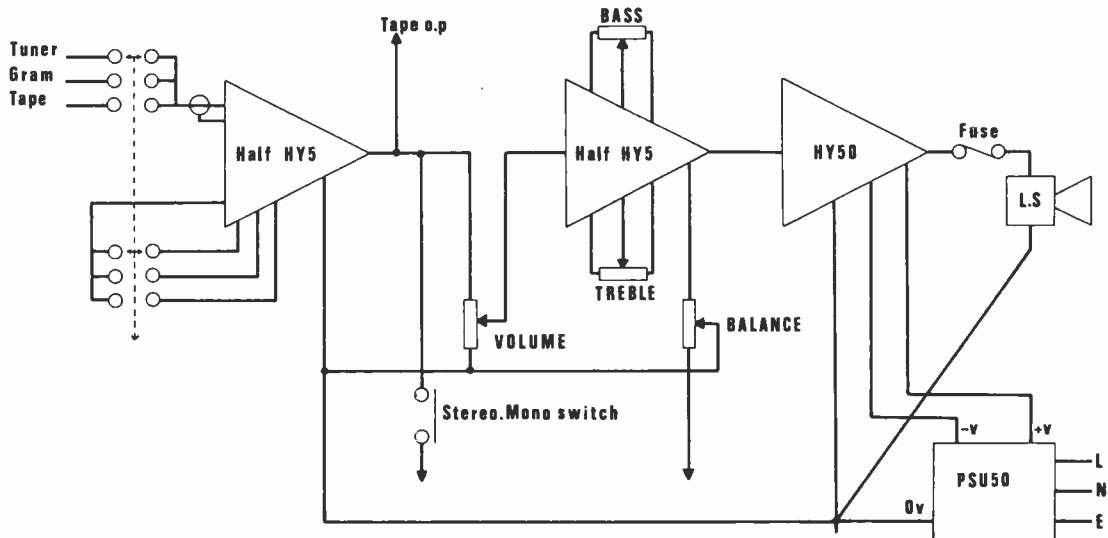 Tape o.p
BASS
Tuner
Gram
Tape
Half HY5
Half HY5
HY50
Fuse
L.S
TREBLE
VOLUME
BALANCE
Stereo.Mono switch
-v
+v
PSU50
L
N
E
0v